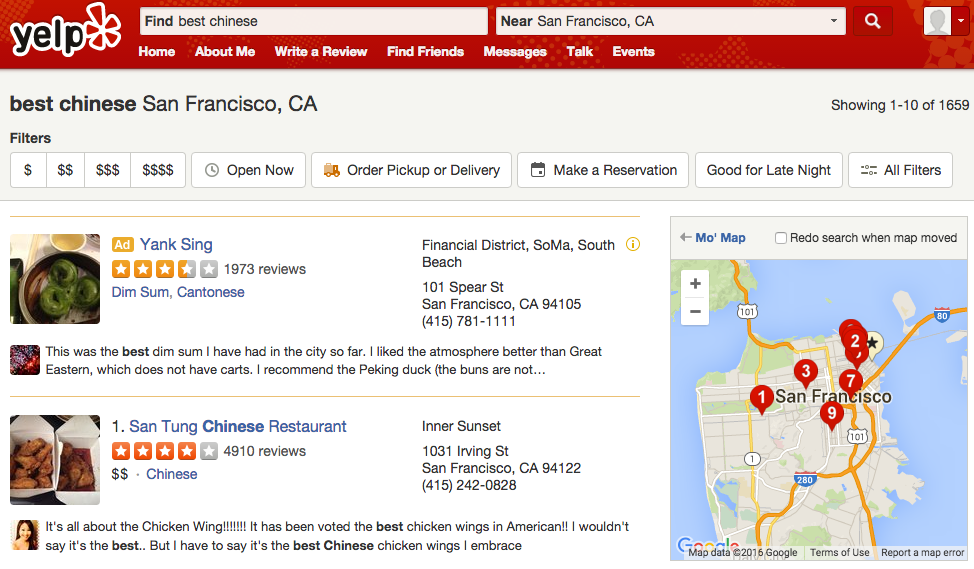 yelp
Find best chinese
Near San Francisco, CA
Home About Me Write a Review Find Friends Messages Talk Events
best chinese San Francisco, CA
Showing 1-10 of 1659
Filters
$ $$ $$$ $$$$ Open Now Order Pickup or Delivery Make a Reservation Good for Late Night All Filters
Ad Yank Sing
1973 reviews
Dim Sum, Cantonese
Financial District, SoMa, South
Beach
101 Spear St
San Francisco, CA 94105
(415) 781-1111
This was the best dim sum I have had in the city so far. I liked the atmosphere better than Great
Eastern, which does not have carts. I recommend the Peking duck (the buns are not…
1. San Tung Chinese Restaurant
4910 reviews
$$ · Chinese
Inner Sunset
1031 Irving St
San Francisco, CA 94122
(415) 242-0828
It's all about the Chicken Wing!!!!!!! It has been voted the best chicken wings in American!! I wouldn't
say it's the best.. But I have to say it's the best Chinese chicken wings I embrace
Mo' Map
Redo search when map moved
+
−
101
80
2
3
7
1
San Francisco
9
101
1
280
Google
Map data ©2016 Google Terms of Use Report a map error